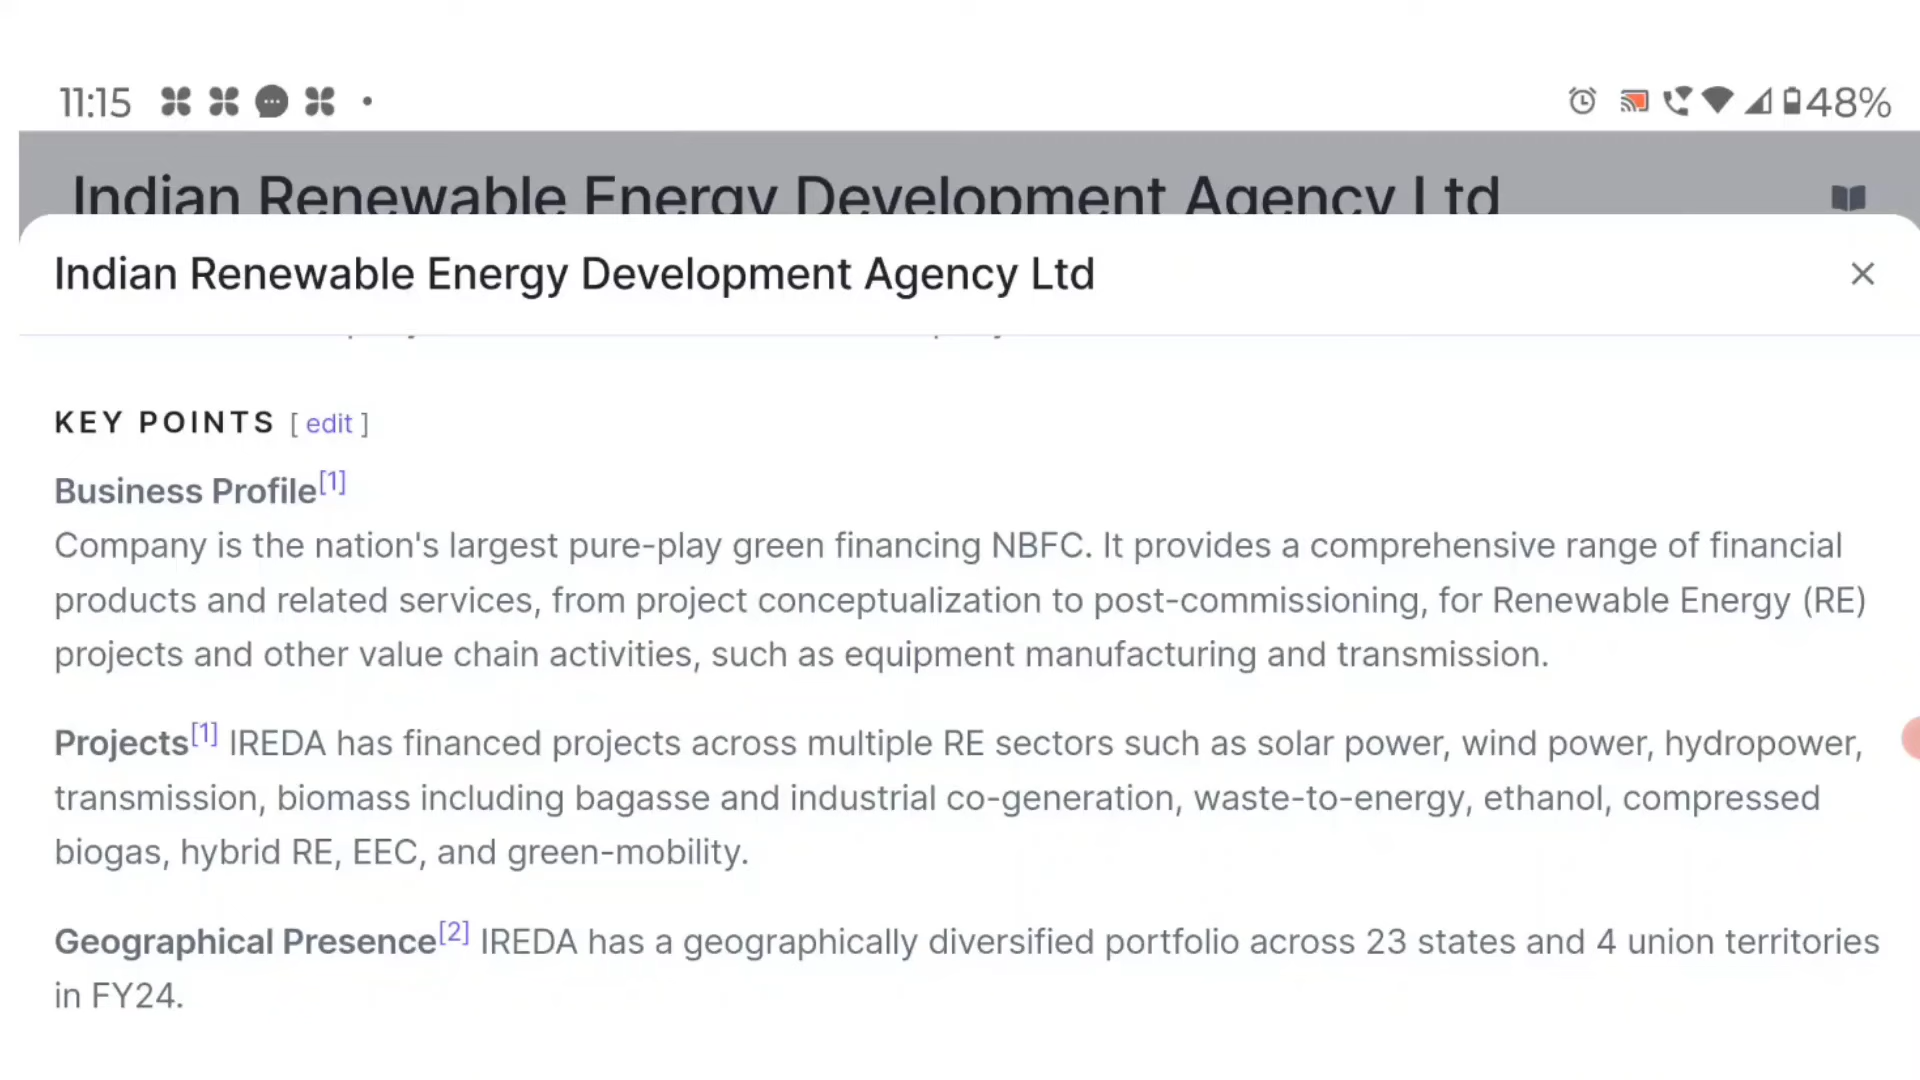 11:15
48%
Indian Renewable Energy Development Agency Ltd
Indian Renewable Energy Development Agency Ltd
KEY POINTS [ edit ]
Business Profile[1]
Company is the nation's largest pure-play green financing NBFC. It provides a comprehensive range of financial
products and related services, from project conceptualization to post-commissioning, for Renewable Energy (RE)
projects and other value chain activities, such as equipment manufacturing and transmission.
Projects[1] IREDA has financed projects across multiple RE sectors such as solar power, wind power, hydropower,
transmission, biomass including bagasse and industrial co-generation, waste-to-energy, ethanol, compressed
biogas, hybrid RE, EEC, and green-mobility.
Geographical Presence[2] IREDA has a geographically diversified portfolio across 23 states and 4 union territories
in FY24.